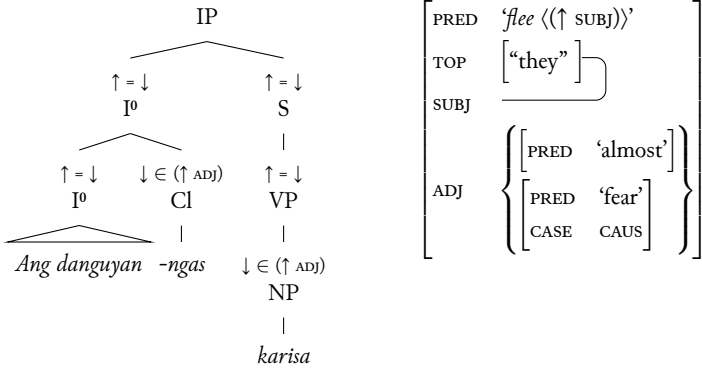 IP
↑ = ↓ ↑ = ↓
I⁰ S
↑ = ↓ ↓ ∈ (↑ ADJ) ↑ = ↓
I⁰ Cl VP
Ang danguyan -ngas ↓ ∈ (↑ ADJ)
NP
karisa
PRED ‘flee ⟨(↑ SUBJ)⟩’
TOP [“they”]
SUBJ
ADJ { [PRED ‘almost’]
[PRED ‘fear’
CASE CAUS] }